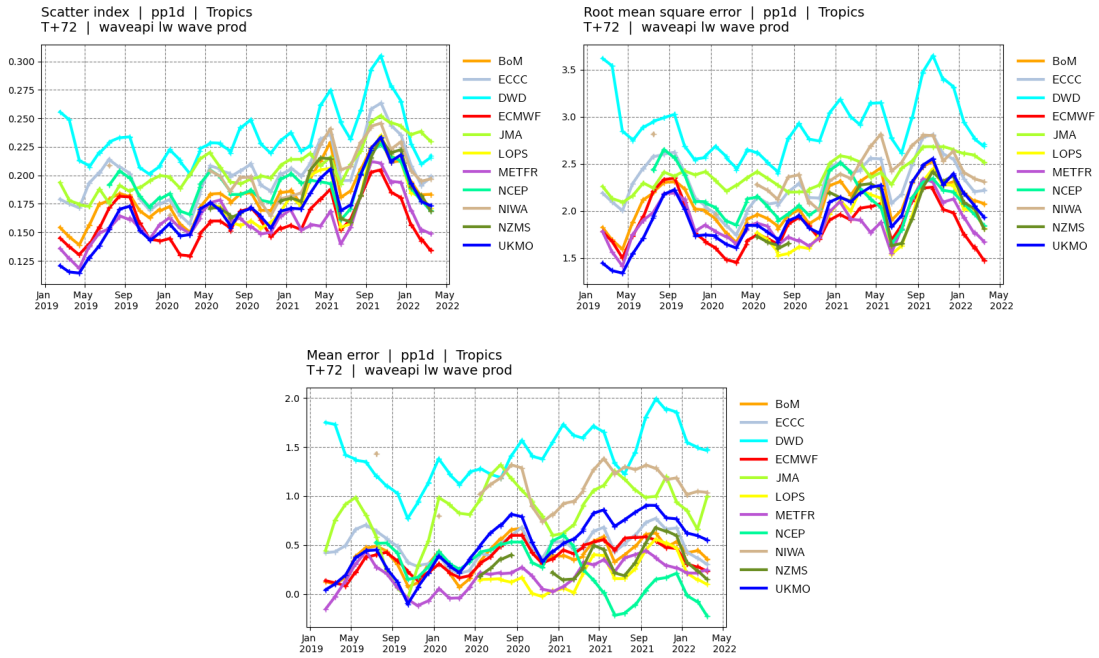 Scatter index | pp1d | Tropics
T+72 | waveapi lw wave prod
0.300
0.275
0.250
0.225
0.200
0.175
0.150
0.125
Jan May Sep Jan May Sep Jan May Sep Jan May
2019 2019 2019 2020 2020 2020 2021 2021 2021 2022 2022
BoM
ECCC
DWD
ECMWF
JMA
LOPS
METFR
NCEP
NIWA
NZMS
UKMO
Root mean square error | pp1d | Tropics
T+72 | waveapi lw wave prod
3.5
3.0
2.5
2.0
1.5
Jan May Sep Jan May Sep Jan May Sep Jan May
2019 2019 2019 2020 2020 2020 2021 2021 2021 2022 2022
BoM
ECCC
DWD
ECMWF
JMA
LOPS
METFR
NCEP
NIWA
NZMS
UKMO
Mean error | pp1d | Tropics
T+72 | waveapi lw wave prod
2.0
1.5
1.0
0.5
0.0
Jan May Sep Jan May Sep Jan May Sep Jan May
2019 2019 2019 2020 2020 2020 2021 2021 2021 2022 2022
BoM
ECCC
DWD
ECMWF
JMA
LOPS
METFR
NCEP
NIWA
NZMS
UKMO